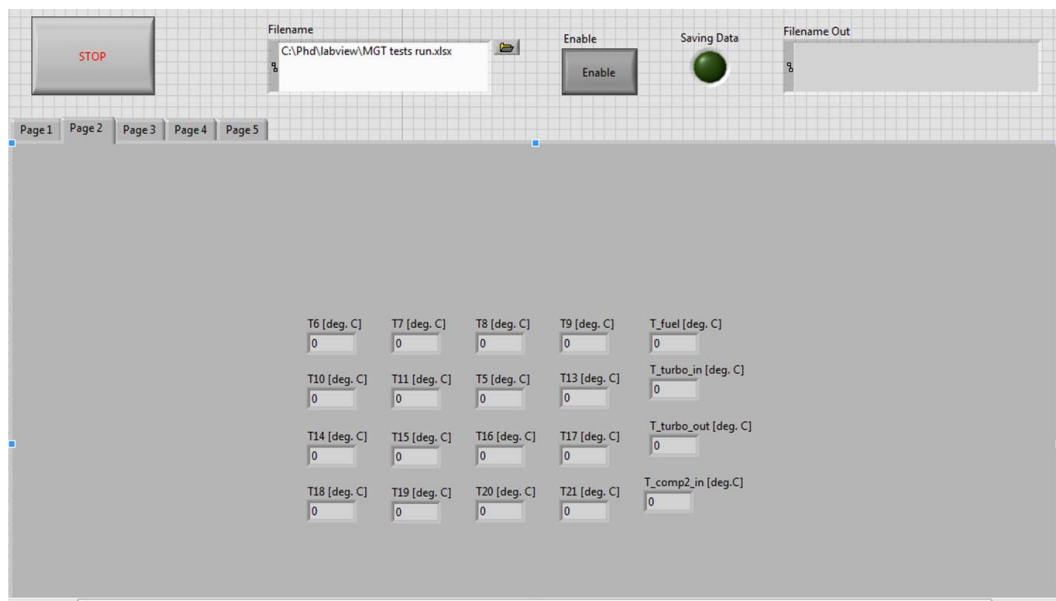 Filename
Enable
Saving Data
Filename Out
STOP
C:\Phd\labview\MGT tests run.xlsx
Enable
Page 1 Page 2 Page 3 Page 4 Page 5
T6 [deg. C] T7 [deg. C] T8 [deg. C] T9 [deg. C] T_fuel [deg. C]
0 0 0 0 0
T10 [deg. C] T11 [deg. C] T5 [deg. C] T13 [deg. C] T_turbo_in [deg. C]
0 0 0 0 0
T14 [deg. C] T15 [deg. C] T16 [deg. C] T17 [deg. C] T_turbo_out [deg. C]
0 0 0 0 0
T18 [deg. C] T19 [deg. C] T20 [deg. C] T21 [deg. C] T_comp2_in [deg.C]
0 0 0 0 0